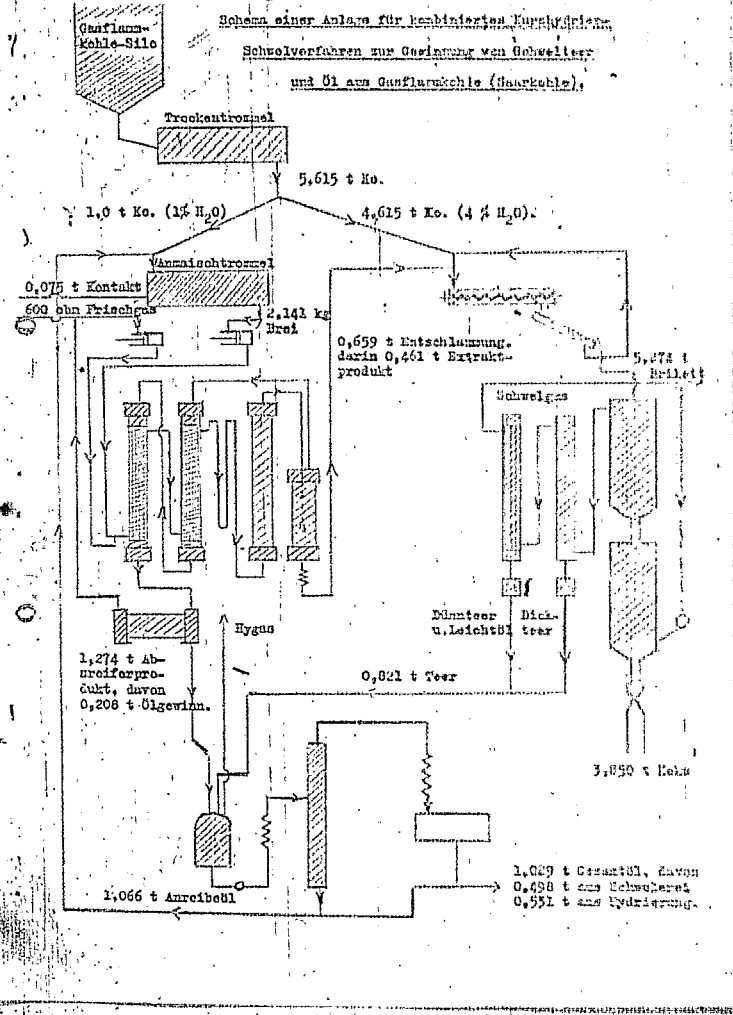 Schema einer Anlage für kombiniertes Kurzhydrier-
Schwelverfahren zur Gewinnung von Schwelteer
und Öl aus Gasflammkohle (Saarkohle).
Gasflamm-
kohle-Silo
Trockentrommel
5,615 t Ko.
1,0 t Ko. (1% H2O)
4,615 t Ko. (4 % H2O).
Anmaischtrommel
0,075 t Kontakt
600 cbm Frischgas
2,141 kg
Brei
0,659 t Entschlammung,
darin 0,461 t Extrakt-
produkt
5,274 t
Brikett
Schwelgas
Dünnteer
u.Leichtöl
Dick-
teer
Hygas
1,274 t Ab-
streiferpro-
dukt, davon
0,208 t Ölgewinn.
0,821 t Teer
3,850 t Koks
1,066 t Anreibeöl
1,029 t Gesamtöl, davon
0,498 t aus Schwelerei
0,531 t aus Hydrierung.